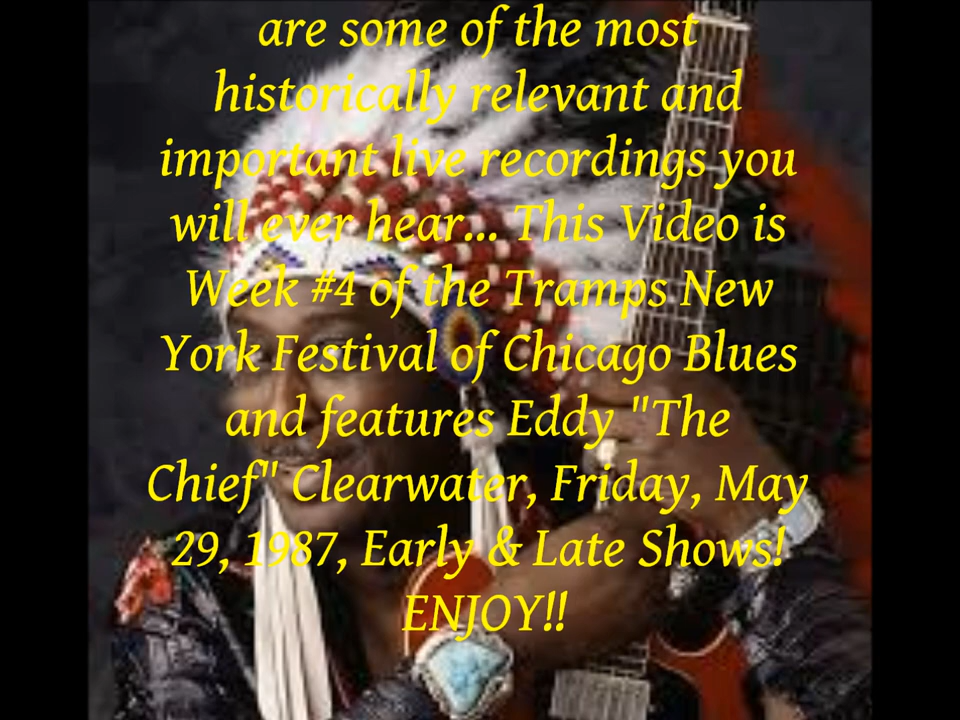 are some of the most
historically relevant and
important live recordings you
will ever hear... This Video is
Week #4 of the Tramps New
York Festival of Chicago Blues
and features Eddy "The
Chief" Clearwater, Friday, May
29, 1987, Early & Late Shows!
ENJOY!!